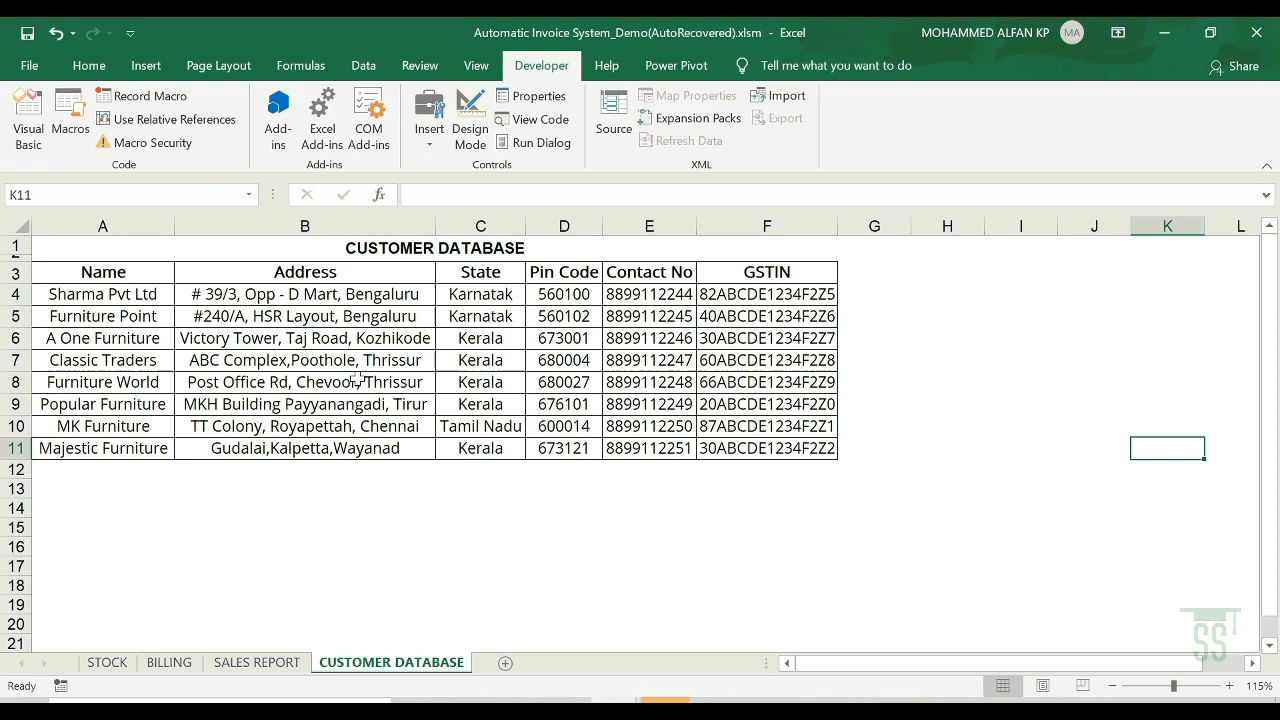 Automatic Invoice System_Demo(AutoRecovered).xlsm - Excel
MOHAMMED ALFAN KP MA
File Home Insert Page Layout Formulas Data Review View Developer Help Power Pivot Tell me what you want to do Share
Visual Basic
Macros
Record Macro
Use Relative References
Macro Security
Code
Add-ins
Excel Add-ins
COM Add-ins
Add-ins
Insert
Design Mode
Properties
View Code
Run Dialog
Controls
Source
Map Properties
Expansion Packs
Refresh Data
Import
Export
XML
K11 fx
A B C D E F G H I J K L
1 CUSTOMER DATABASE
2
3 Name Address State Pin Code Contact No GSTIN
4 Sharma Pvt Ltd # 39/3, Opp - D Mart, Bengaluru Karnatak 560100 8899112244 82ABCDE1234F2Z5
5 Furniture Point #240/A, HSR Layout, Bengaluru Karnatak 560102 8899112245 40ABCDE1234F2Z6
6 A One Furniture Victory Tower, Taj Road, Kozhikode Kerala 673001 8899112246 30ABCDE1234F2Z7
7 Classic Traders ABC Complex,Poothole, Thrissur Kerala 680004 8899112247 60ABCDE1234F2Z8
8 Furniture World Post Office Rd, Thrissur Kerala 680027 8899112248 66ABCDE1234F2Z9
9 Popular Furniture MKH Building Payyanangadi, Tirur Kerala 676101 8899112249 20ABCDE1234F2Z0
10 MK Furniture TT Colony, Royapettah, Chennai Tamil Nadu 600014 8899112250 87ABCDE1234F2Z1
11 Majestic Furniture Gudalai,Kalpetta,Wayanad Kerala 673121 8899112251 30ABCDE1234F2Z2
12
13
14
15
16
17
18
19
20
21
SS
STOCK BILLING SALES REPORT CUSTOMER DATABASE
Ready 115%